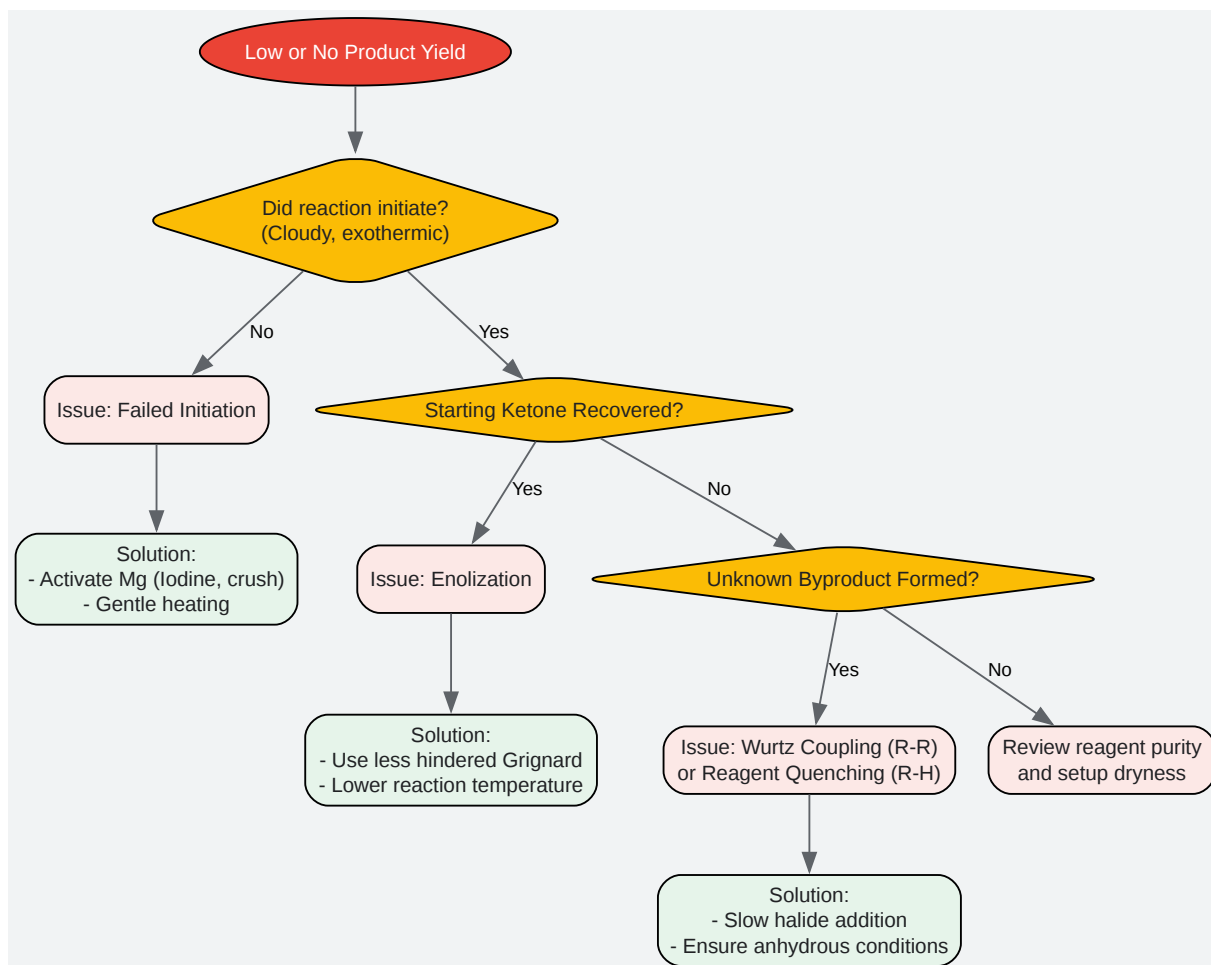 Low or No Product Yield
Did reaction initiate?
(Cloudy, exothermic)
No
Yes
Issue: Failed Initiation
Starting Ketone Recovered?
Yes
No
Solution:
- Activate Mg (Iodine, crush)
- Gentle heating
Issue: Enolization
Unknown Byproduct Formed?
Yes
No
Solution:
- Use less hindered Grignard
- Lower reaction temperature
Issue: Wurtz Coupling (R-R)
or Reagent Quenching (R-H)
Review reagent purity
and setup dryness
Solution:
- Slow halide addition
- Ensure anhydrous conditions